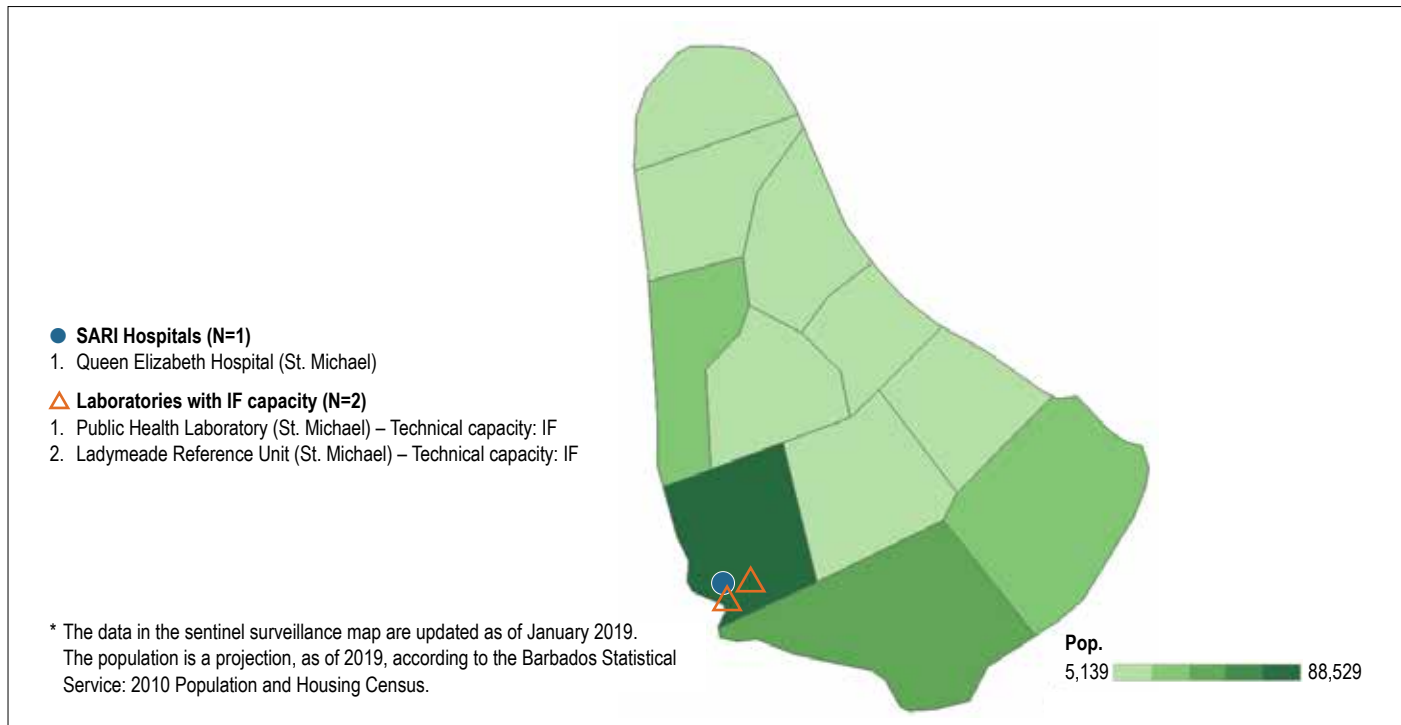 SARI Hospitals (N=1)
1. Queen Elizabeth Hospital (St. Michael)
Laboratories with IF capacity (N=2)
1. Public Health Laboratory (St. Michael) – Technical capacity: IF
2. Ladymeade Reference Unit (St. Michael) – Technical capacity: IF
* The data in the sentinel surveillance map are updated as of January 2019.
The population is a projection, as of 2019, according to the Barbados Statistical
Service: 2010 Population and Housing Census.
Pop.
5,139 88,529